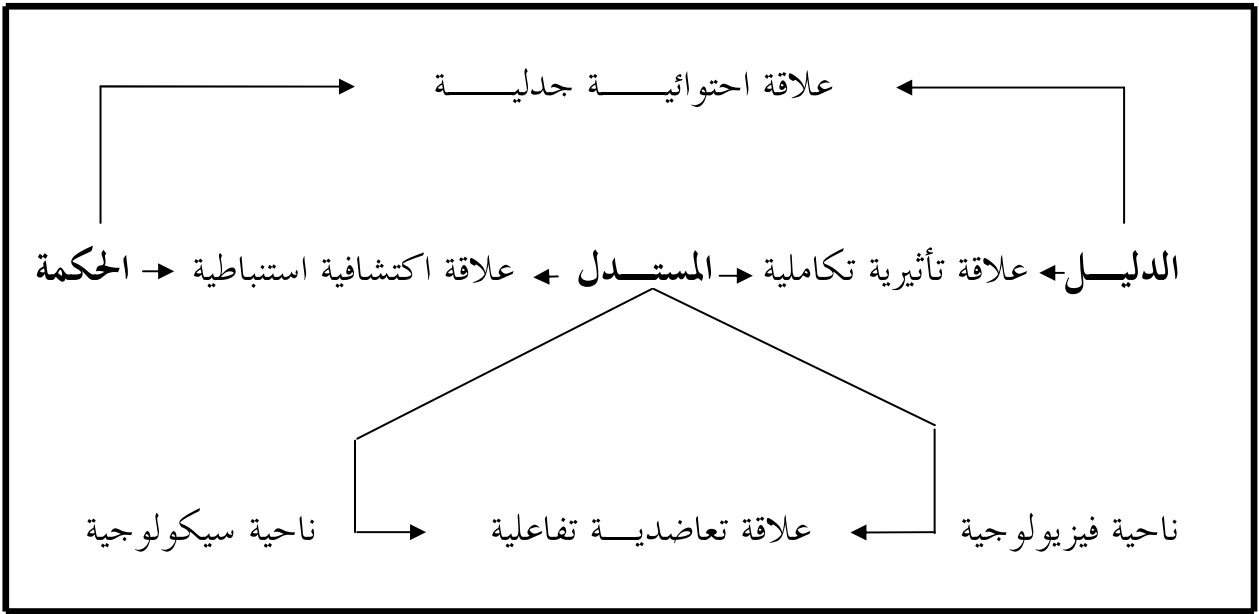 علاقة احتوائية جدلية
الدليل علاقة تأثيرية تكاملية المستدل علاقة اكتشافية استنباطية الحكمة
ناحية فيزيولوجية علاقة تعاضدية تفاعلية ناحية سيكولوجية